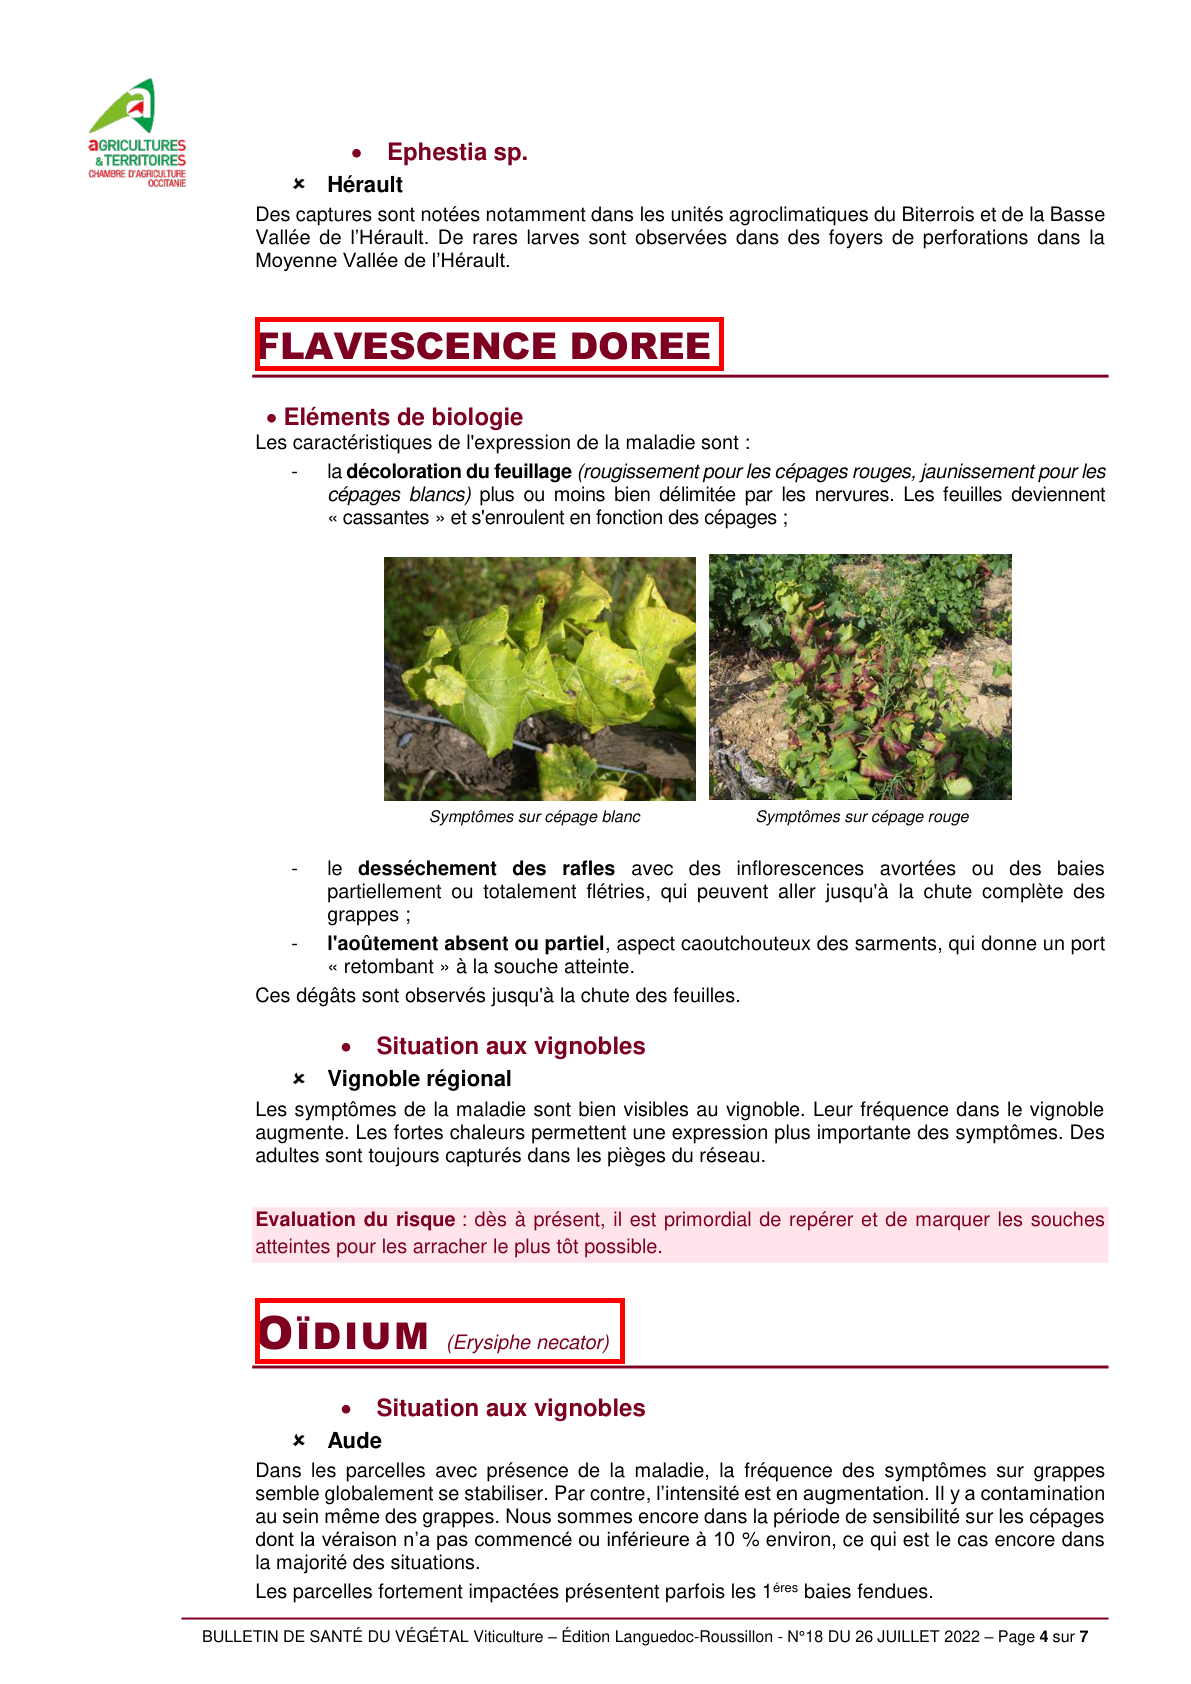 aGRICULTURES
& TERRITOIRES
CHAMBRE D'AGRICULTURE
OCCITANIE
• Ephestia sp.
× Hérault
Des captures sont notées notamment dans les unités agroclimatiques du Biterrois et de la Basse
Vallée de l'Hérault. De rares larves sont observées dans des foyers de perforations dans la
Moyenne Vallée de l'Hérault.
FLAVESCENCE DOREE
• Eléments de biologie
Les caractéristiques de l'expression de la maladie sont :
- la décoloration du feuillage (rougissement pour les cépages rouges, jaunissement pour les
cépages blancs) plus ou moins bien délimitée par les nervures. Les feuilles deviennent
« cassantes » et s'enroulent en fonction des cépages ;
Symptômes sur cépage blanc
Symptômes sur cépage rouge
- le desséchement des rafles avec des inflorescences avortées ou des baies
partiellement ou totalement flétries, qui peuvent aller jusqu'à la chute complète des
grappes ;
- l'aoûtement absent ou partiel, aspect caoutchouteux des sarments, qui donne un port
« retombant » à la souche atteinte.
Ces dégâts sont observés jusqu'à la chute des feuilles.
• Situation aux vignobles
× Vignoble régional
Les symptômes de la maladie sont bien visibles au vignoble. Leur fréquence dans le vignoble
augmente. Les fortes chaleurs permettent une expression plus importante des symptômes. Des
adultes sont toujours capturés dans les pièges du réseau.
Evaluation du risque : dès à présent, il est primordial de repérer et de marquer les souches
atteintes pour les arracher le plus tôt possible.
OÏDIUM (Erysiphe necator)
• Situation aux vignobles
× Aude
Dans les parcelles avec présence de la maladie, la fréquence des symptômes sur grappes
semble globalement se stabiliser. Par contre, l'intensité est en augmentation. Il y a contamination
au sein même des grappes. Nous sommes encore dans la période de sensibilité sur les cépages
dont la véraison n'a pas commencé ou inférieure à 10 % environ, ce qui est le cas encore dans
la majorité des situations.
Les parcelles fortement impactées présentent parfois les 1éres baies fendues.
BULLETIN DE SANTÉ DU VÉGÉTAL Viticulture – Édition Languedoc-Roussillon - N°18 DU 26 JUILLET 2022 – Page 4 sur 7